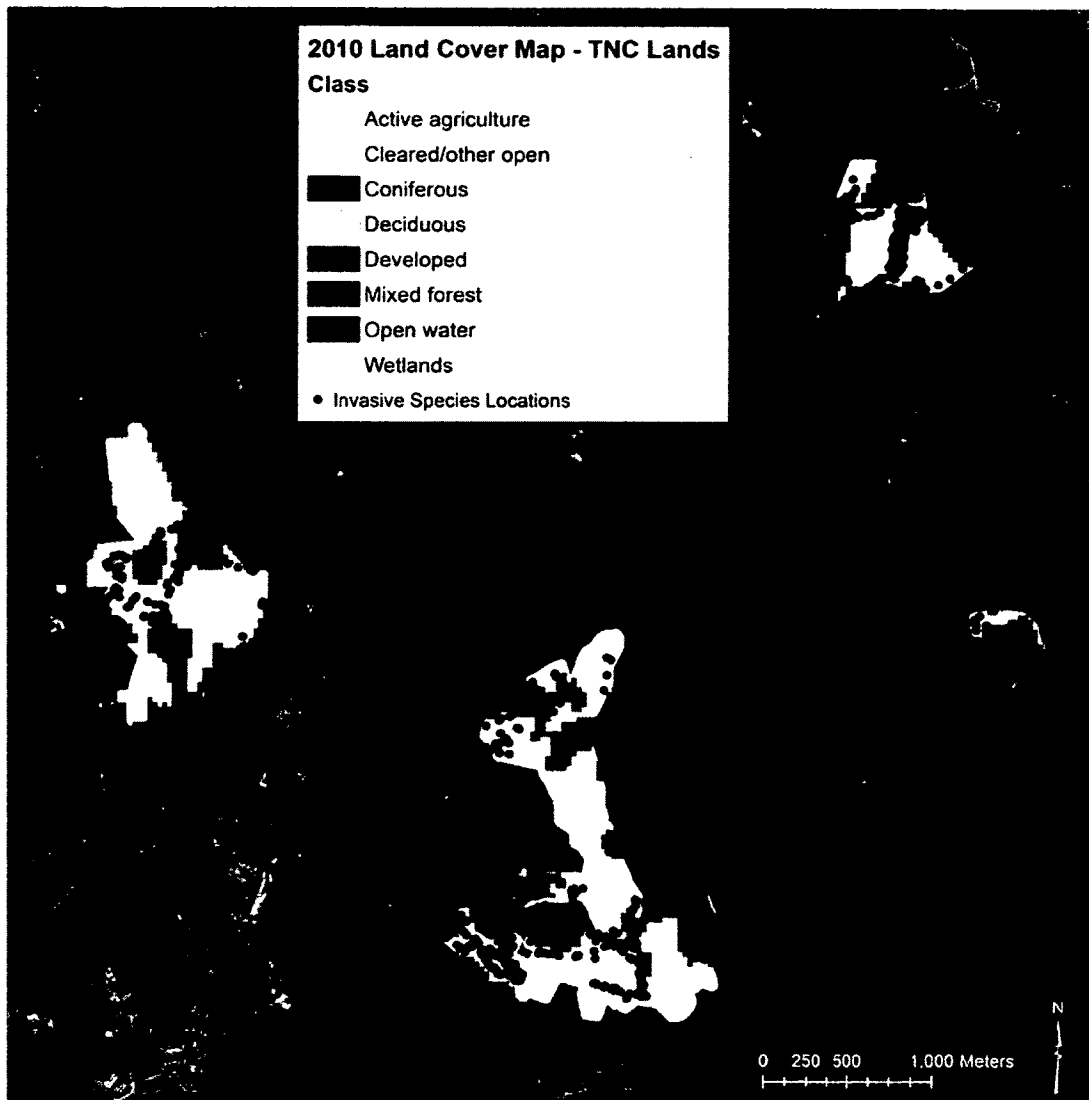 2010 Land Cover Map - TNC Lands
Class
Active agriculture
Cleared/other open
Coniferous
Deciduous
Developed
Mixed forest
Open water
Wetlands
Invasive Species Locations
N
0 250 500 1,000 Meters